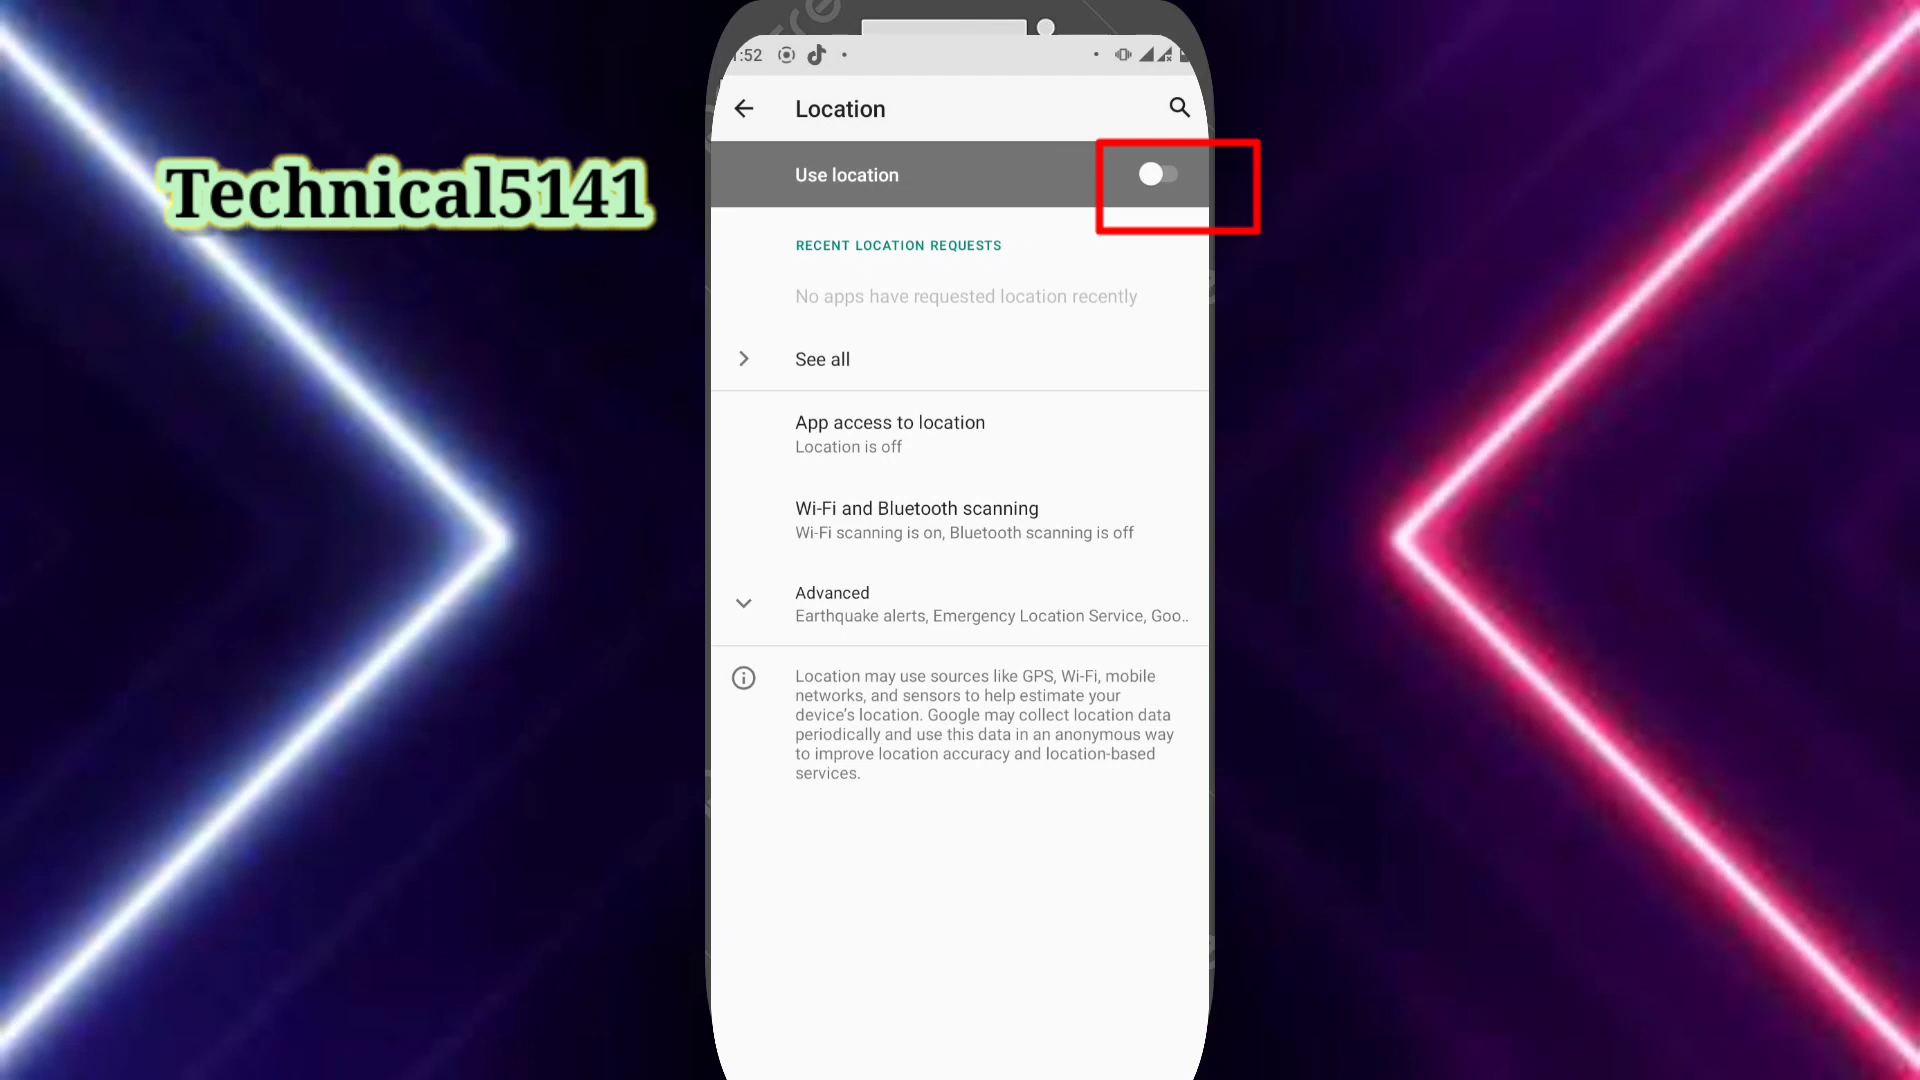 :52
Location
Technical5141
Use location
RECENT LOCATION REQUESTS
No apps have requested location recently
See all
App access to location
Location is off
Wi-Fi and Bluetooth scanning
Wi-Fi scanning is on, Bluetooth scanning is off
Advanced
Earthquake alerts, Emergency Location Service, Goo..
Location may use sources like GPS, Wi-Fi, mobile
networks, and sensors to help estimate your
device's location. Google may collect location data
periodically and use this data in an anonymous way
to improve location accuracy and location-based
services.